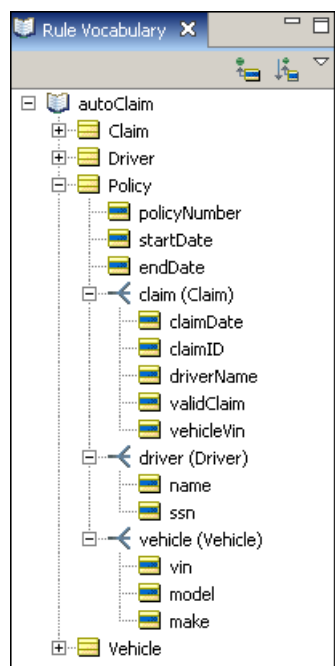 Rule Vocabulary
autoClaim
Claim
Driver
Policy
policyNumber
startDate
endDate
claim (Claim)
claimDate
claimID
driverName
validClaim
vehicleVin
driver (Driver)
name
ssn
vehicle (Vehicle)
vin
model
make
Vehicle